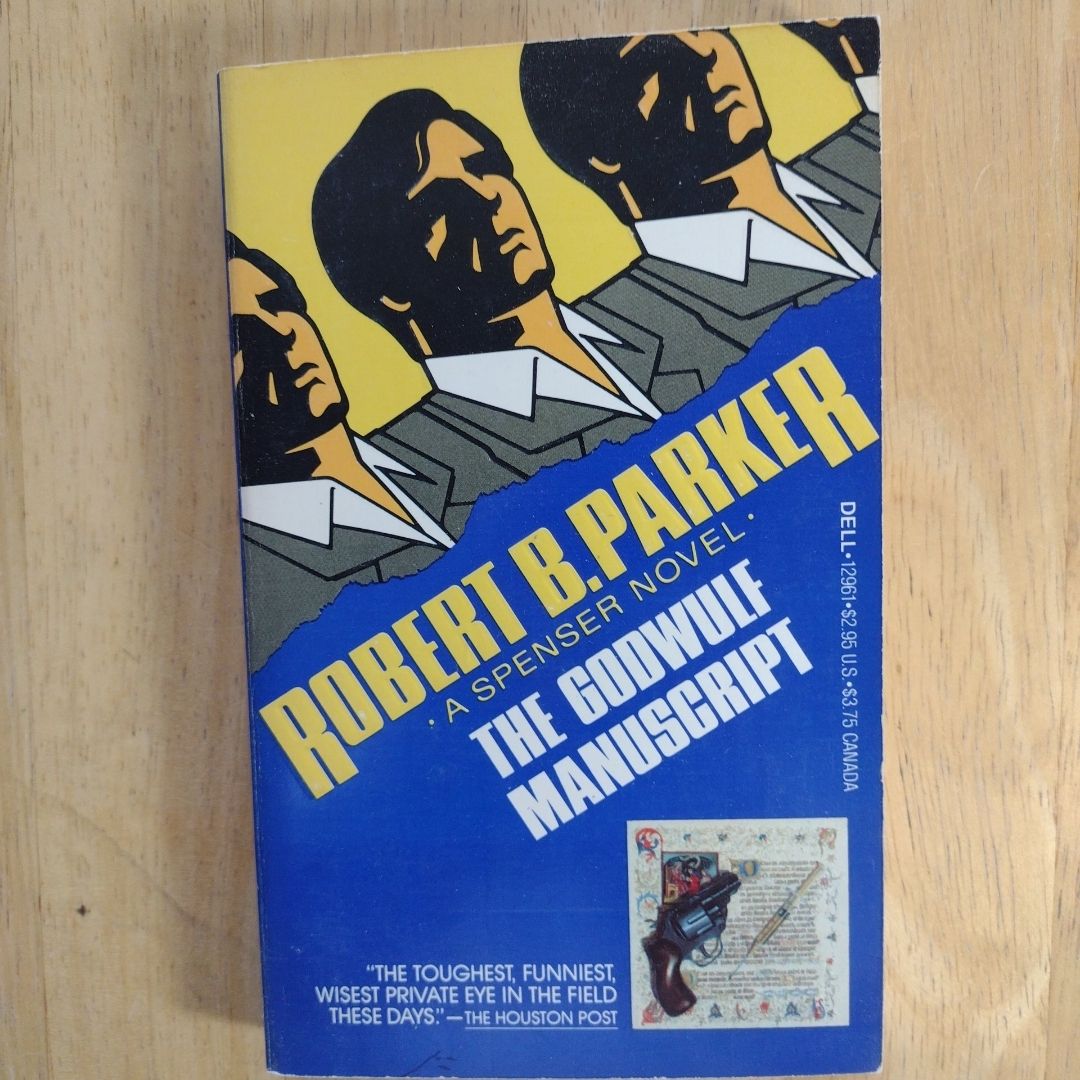 ROBERT B. PARKER
• A SPENSER NOVEL •
THE GODWULF
MANUSCRIPT
DELL • 12961 • $2.95 U.S. • $3.75 CANADA
“THE TOUGHEST, FUNNIEST,
WISEST PRIVATE EYE IN THE FIELD
THESE DAYS.”—THE HOUSTON POST